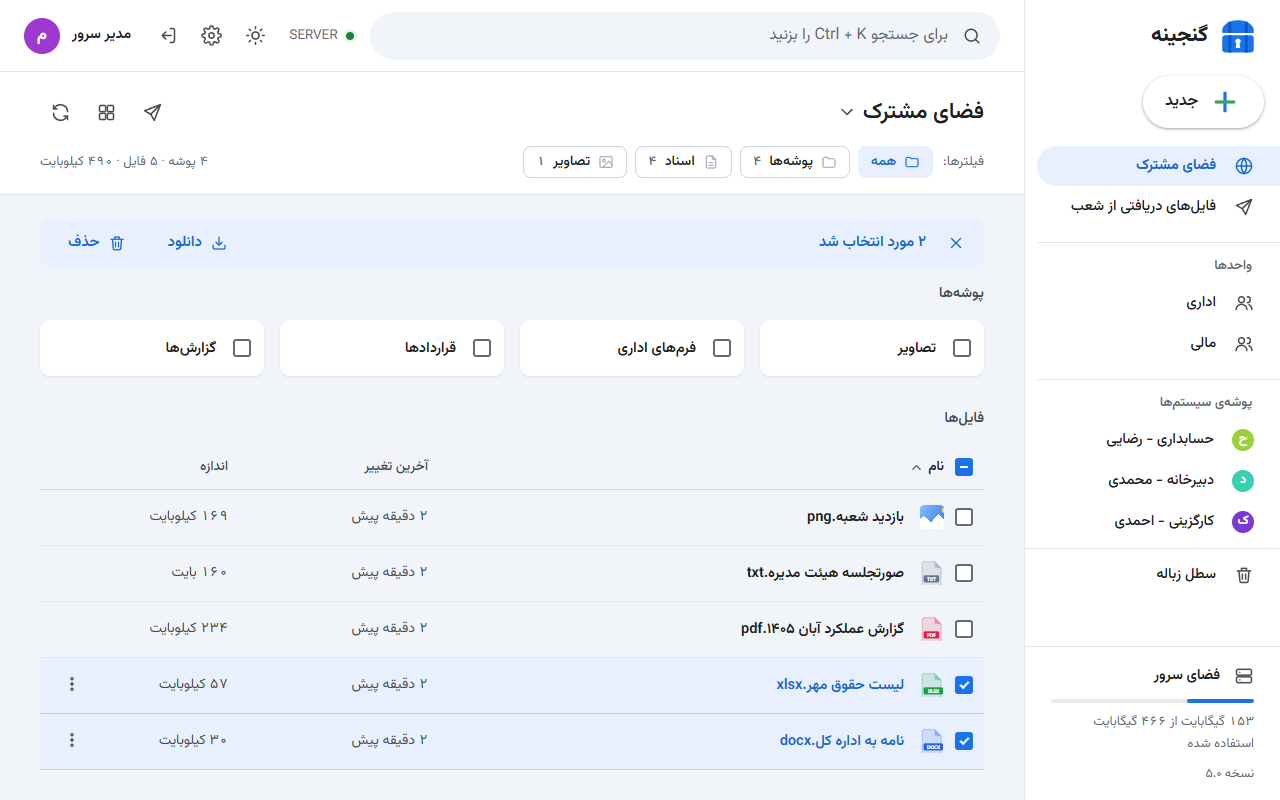 گنجینه
جدید
فضای مشترک
فایل‌های دریافتی از شعب
واحدها
اداری
مالی
پوشه‌ی سیستم‌ها
ح حسابداری - رضایی
د دبیرخانه - محمدی
ک کارگزینی - احمدی
سطل زباله
فضای سرور
۱۵۳ گیگابایت از ۴۶۶ گیگابایت
استفاده شده
نسخه ۵.۰
برای جستجو Ctrl + K را بزنید
SERVER
مدیر سرور
م
فضای مشترک
فیلترها:
همه
پوشه‌ها ۴
اسناد ۴
تصاویر ۱
۴ پوشه · ۵ فایل · ۴۹۰ کیلوبایت
۲ مورد انتخاب شد
دانلود
حذف
پوشه‌ها
تصاویر
فرم‌های اداری
قراردادها
گزارش‌ها
فایل‌ها
نام آخرین تغییر اندازه
بازدید شعبه.png ۲ دقیقه پیش ۱۶۹ کیلوبایت
TXT صورتجلسه هیئت مدیره.txt ۲ دقیقه پیش ۱۶۰ بایت
PDF گزارش عملکرد آبان ۱۴۰۵.pdf ۲ دقیقه پیش ۲۳۴ کیلوبایت
XLSX لیست حقوق مهر.xlsx ۲ دقیقه پیش ۵۷ کیلوبایت
DOCX نامه به اداره کل.docx ۲ دقیقه پیش ۳۰ کیلوبایت